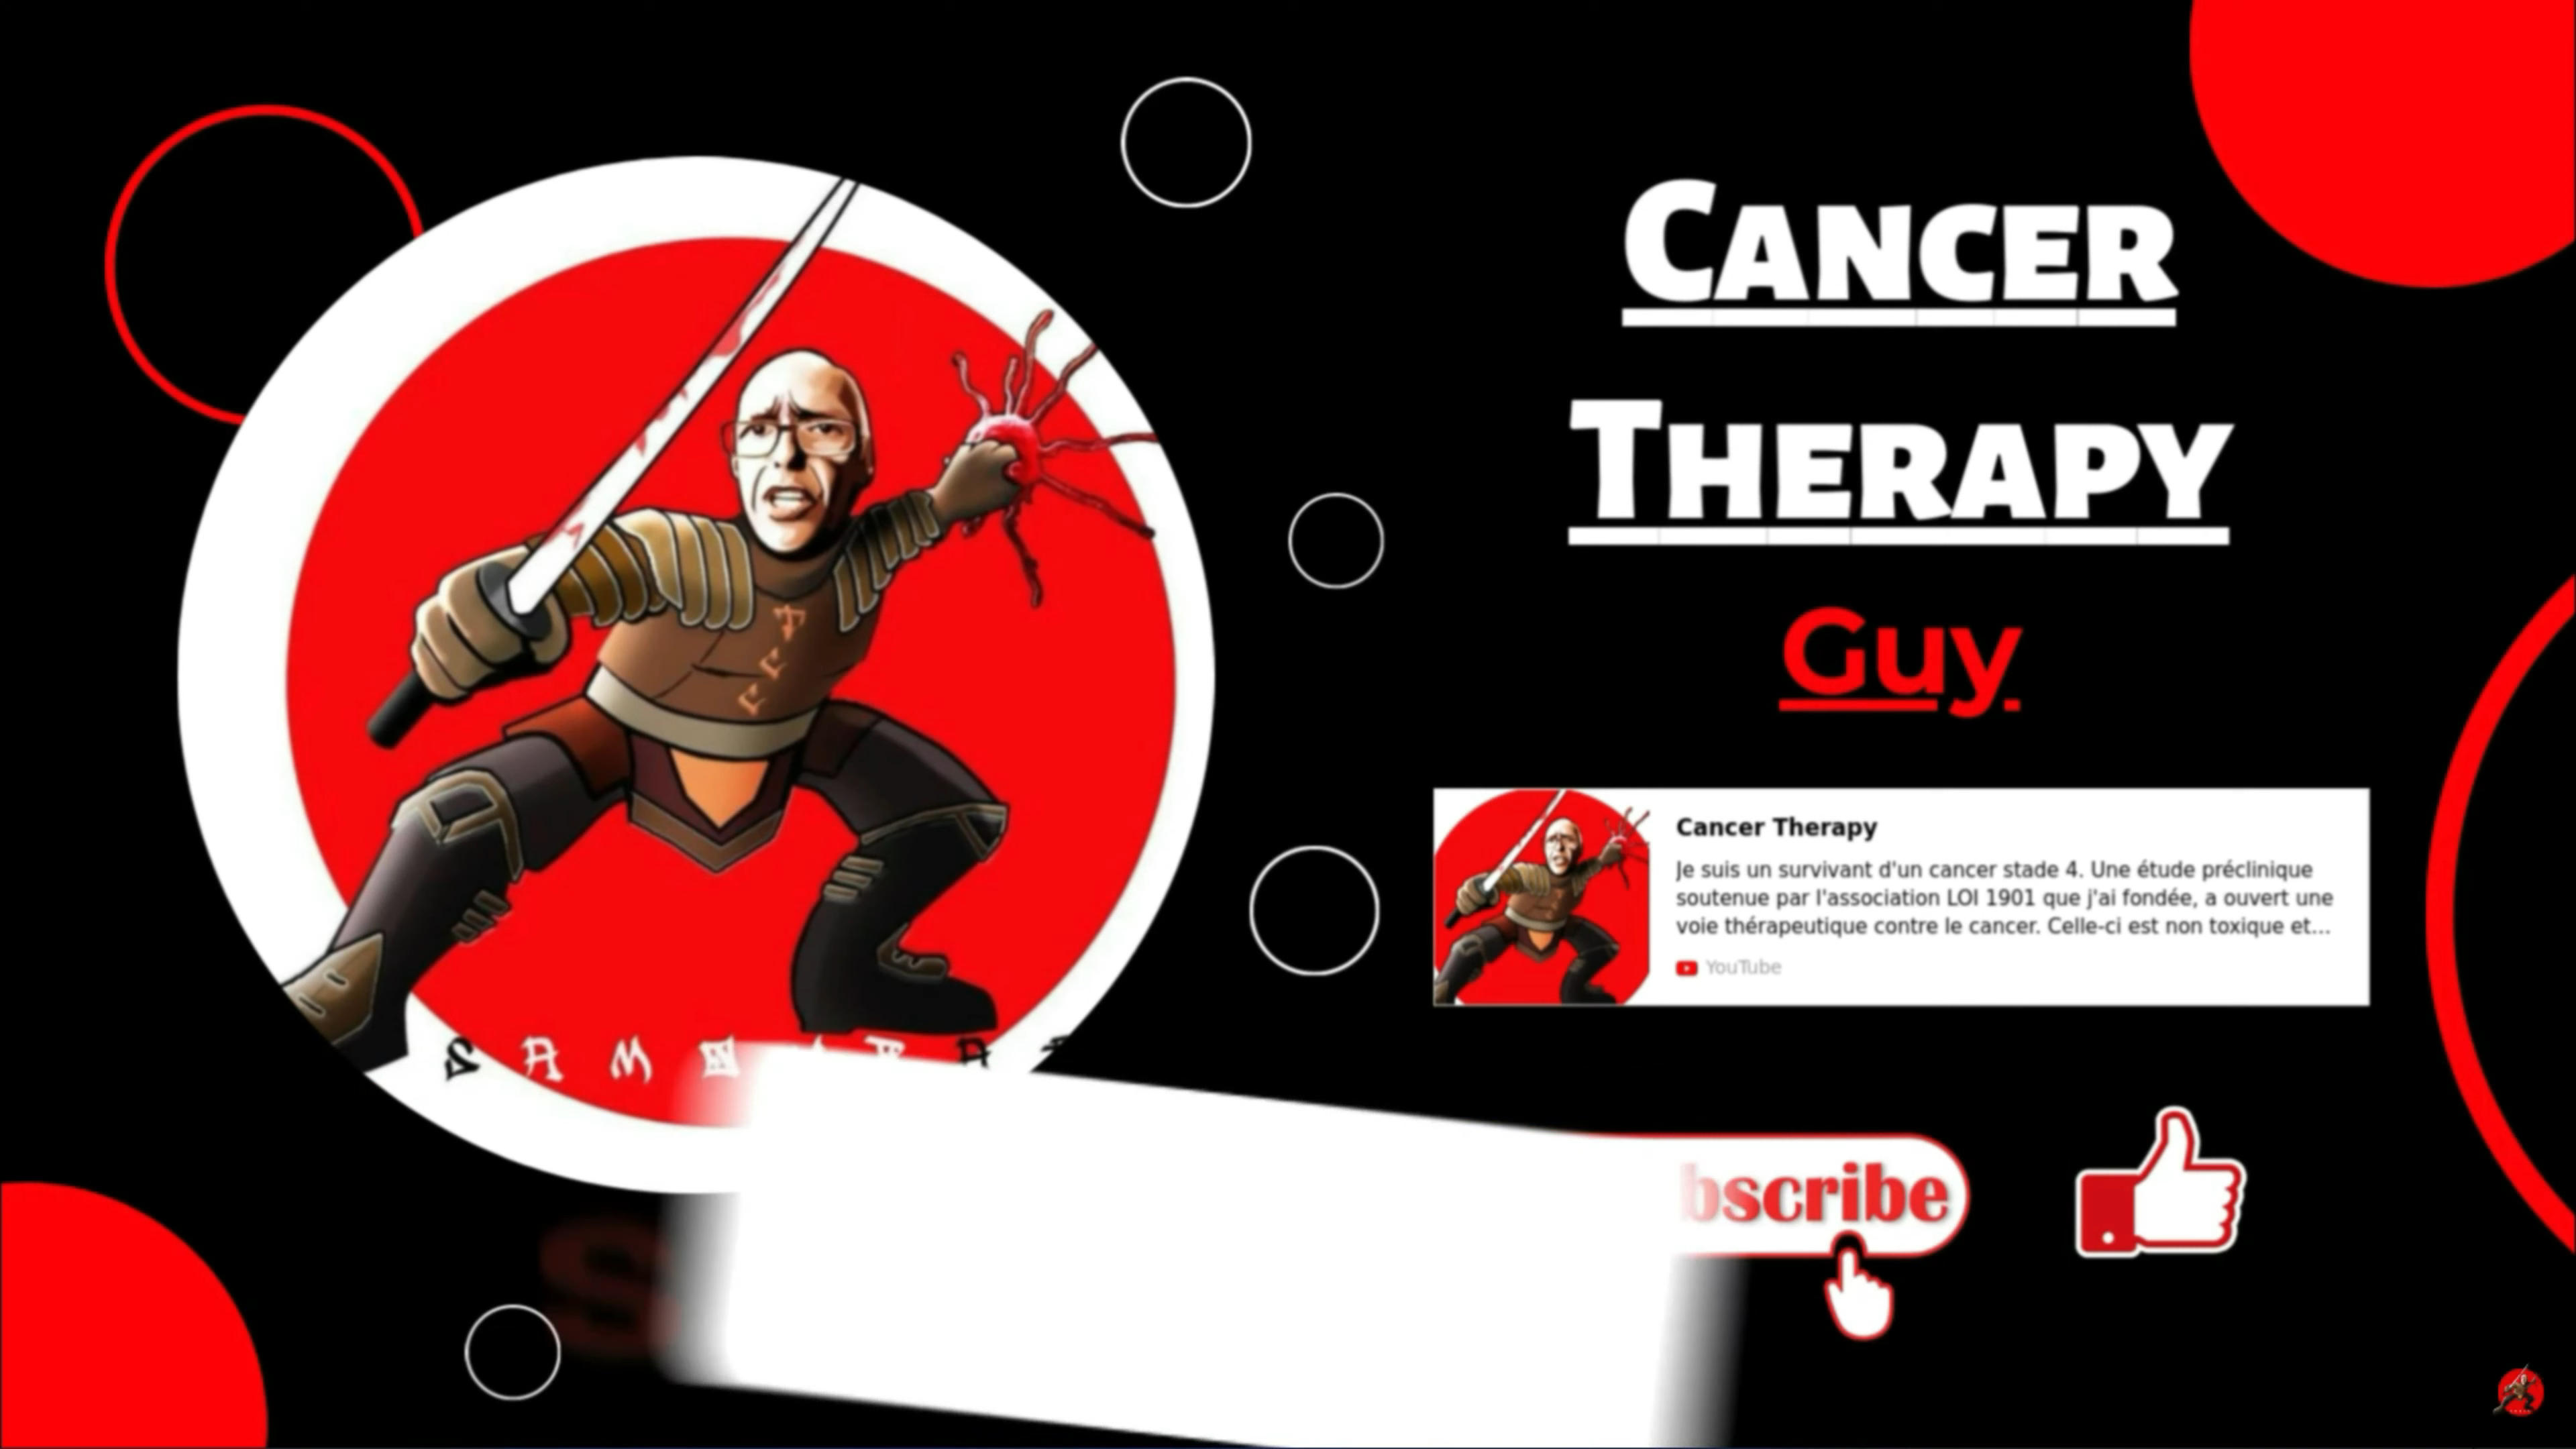 CANCER
THERAPY
Guy
Cancer Therapy
Je suis un survivant d'un cancer stade 4. Une étude préclinique
soutenue par l'association LOI 1901 que j'ai fondée, a ouvert une
voie thérapeutique contre le cancer. Celle-ci est non toxique et...
YouTube
bscribe